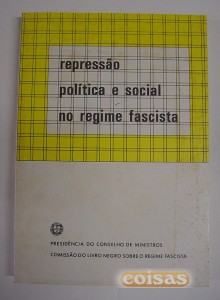 repressão
política e social
no regime fascista
PRESIDÊNCIA DO CONSELHO DE MINISTROS
COMISSÃO DO LIVRO NEGRO SOBRE O REGIME FASCISTA
coisas